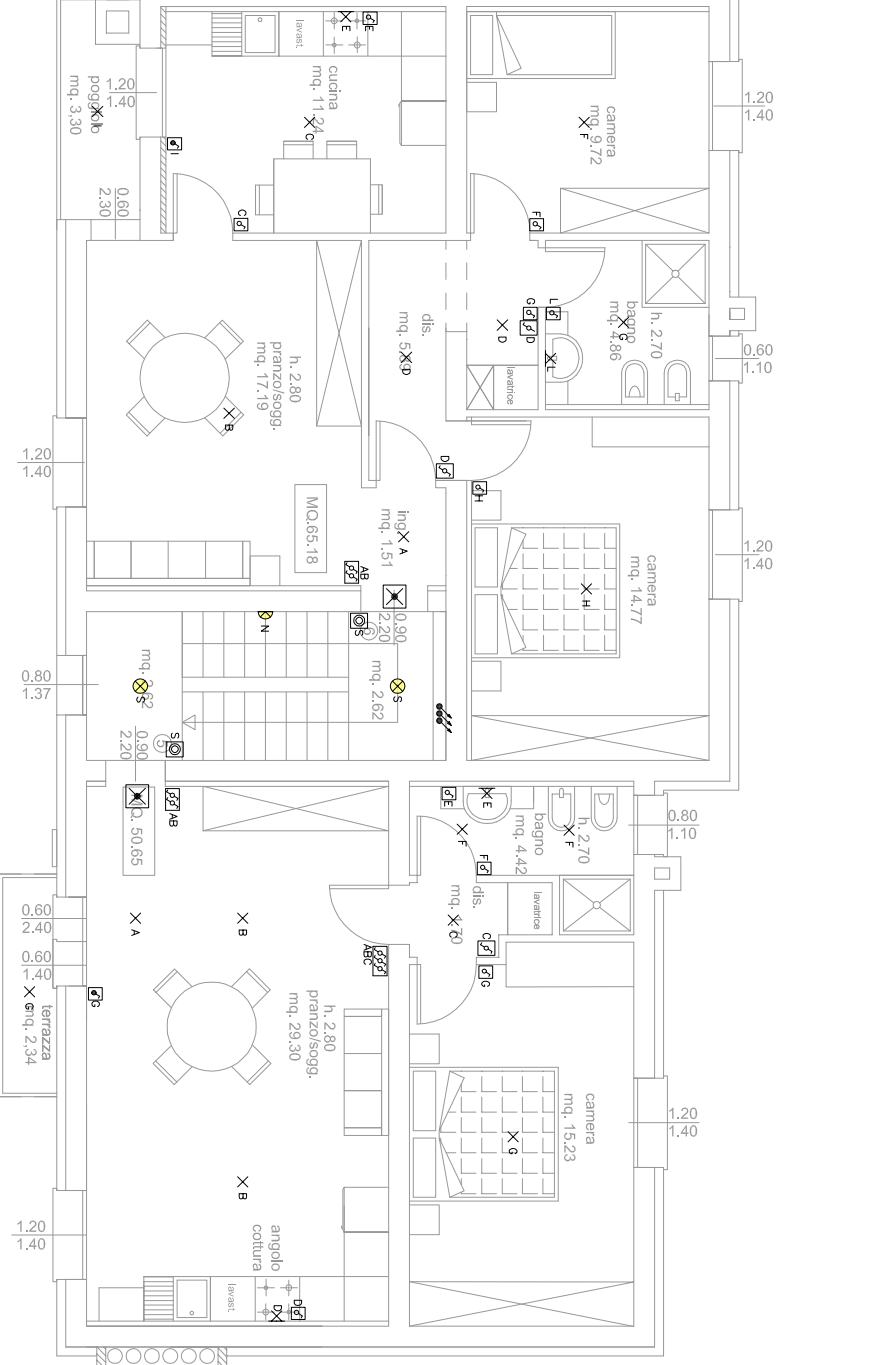 lavast.
E
E
cucina
mq. 11.24
C
camera
mq. 9.72
F
poggiolo
mq. 3,30
I
1.20
1.40
1.20
1.40
I
0.60
2.30
C
F
dis.
D
D
G
D
L
L
h. 2.70
bagno
mq. 4.86
G
lavatrice
0.60
1.10
h. 2.80
pranzo/sogg.
mq. 17.19
B
1.20
1.40
D
MQ.65.18
ing.
mq. 1.51
A
H
camera
mq. 14.77
H
1.20
1.40
AB
0.90
2.20
6
S
N
S
mq. 2.62
mq. 2.62
S
0.80
1.37
0.90
2.20
5
S
AB
50.65
E
E
F
h. 2.70
bagno
mq. 4.42
F
F
0.80
1.10
dis.
C
lavatrice
0.60
2.40
0.60
1.40
A
B
ABC
C
G
G
G
terrazza
mq. 2,34
h. 2.80
pranzo/sogg.
mq. 29.30
camera
mq. 15.23
G
1.20
1.40
B
angolo
cottura
1.20
1.40
lavast.
D
D